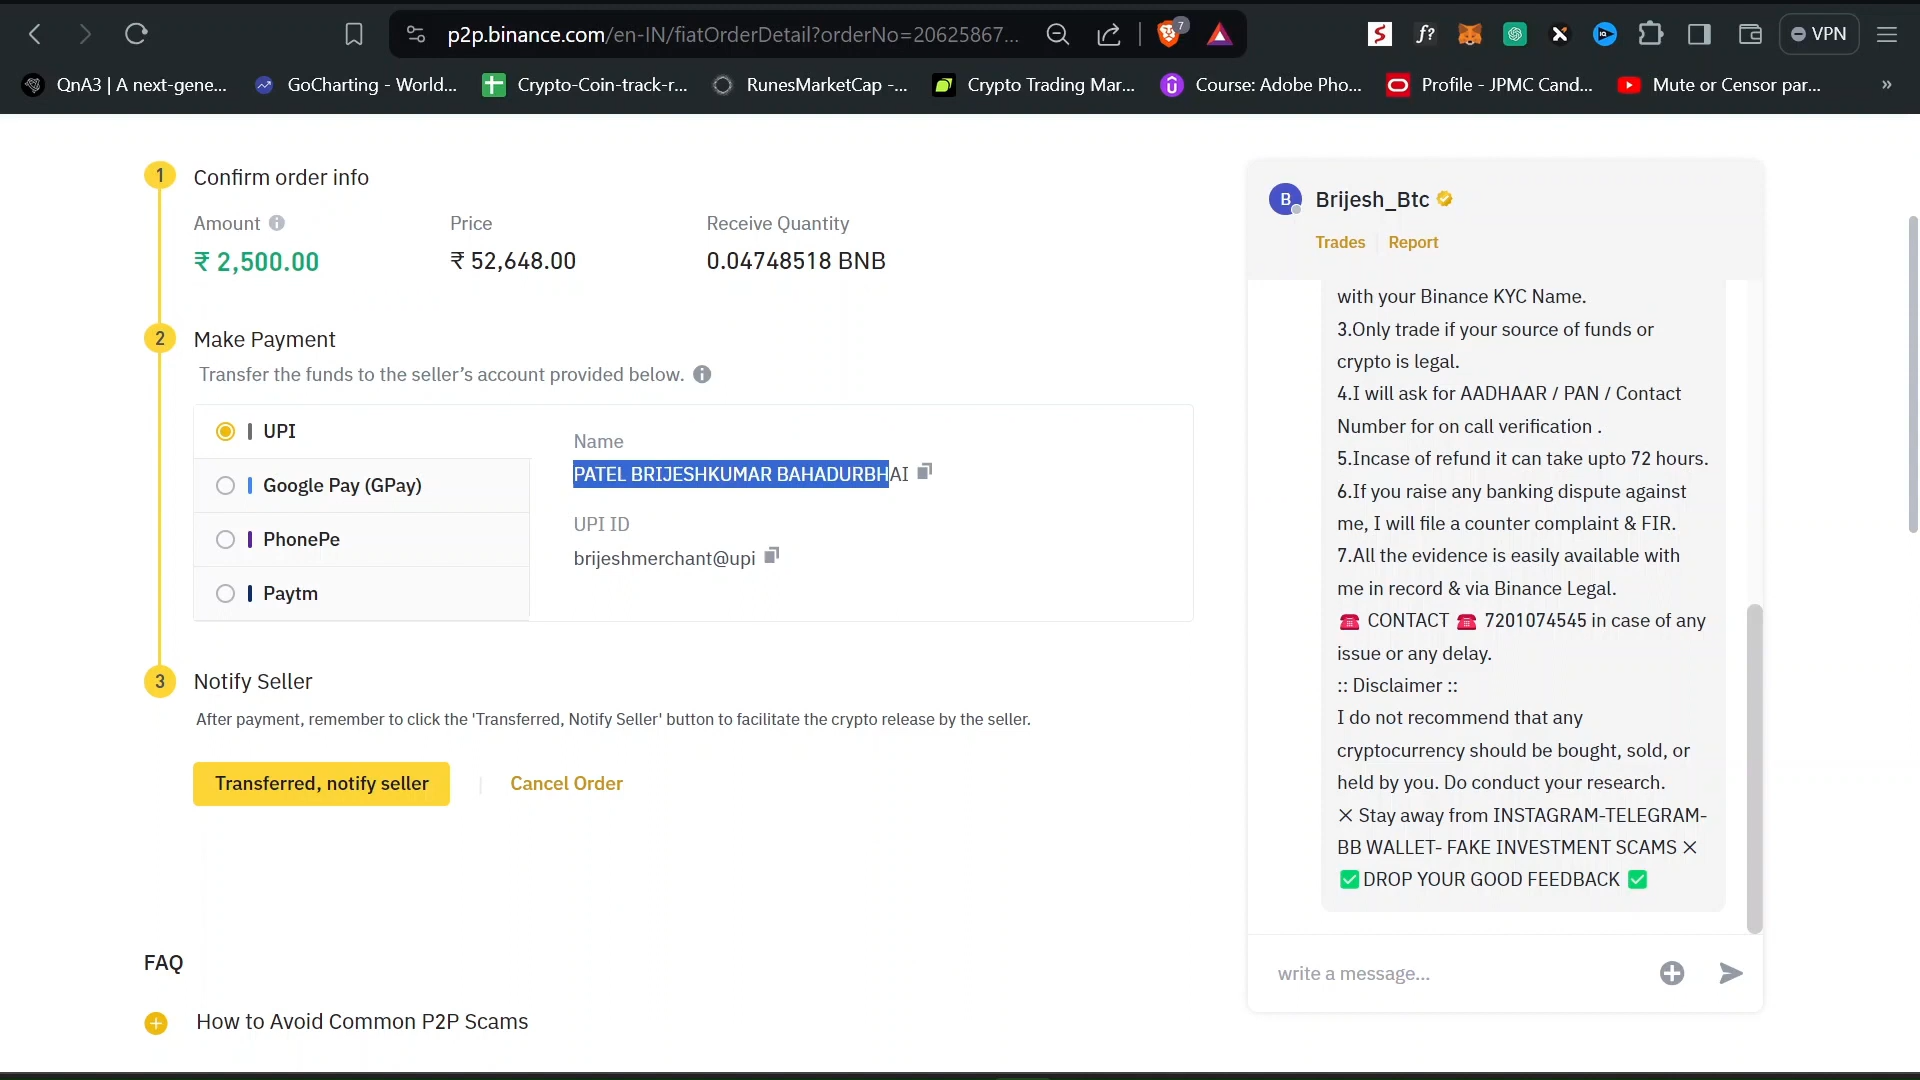 p2p.binance.com/en-IN/fiatOrderDetail?orderNo=20625867...
7
VPN
QnA3 | A next-gene...
GoCharting - World...
Crypto-Coin-track-r...
RunesMarketCap -...
Crypto Trading Mar...
Course: Adobe Pho...
Profile - JPMC Cand...
Mute or Censor par...
»
1
Confirm order info
Amount
Price
Receive Quantity
₹ 2,500.00
₹ 52,648.00
0.04748518 BNB
2
Make Payment
Transfer the funds to the seller's account provided below.
UPI
Google Pay (GPay)
PhonePe
Paytm
Name
PATEL BRIJESHKUMAR BAHADURBHAI
UPI ID
brijeshmerchant@upi
3
Notify Seller
After payment, remember to click the 'Transferred, Notify Seller' button to facilitate the crypto release by the seller.
Transferred, notify seller
Cancel Order
FAQ
How to Avoid Common P2P Scams
B
Brijesh_Btc
Trades
Report
with your Binance KYC Name.
3.Only trade if your source of funds or
crypto is legal.
4.I will ask for AADHAAR / PAN / Contact
Number for on call verification .
5.Incase of refund it can take upto 72 hours.
6.If you raise any banking dispute against
me, I will file a counter complaint & FIR.
7.All the evidence is easily available with
me in record & via Binance Legal.
☎️ CONTACT ☎️ 7201074545 in case of any
issue or any delay.
:: Disclaimer ::
I do not recommend that any
cryptocurrency should be bought, sold, or
held by you. Do conduct your research.
✕ Stay away from INSTAGRAM-TELEGRAM-
BB WALLET- FAKE INVESTMENT SCAMS ✕
✅ DROP YOUR GOOD FEEDBACK ✅
write a message...